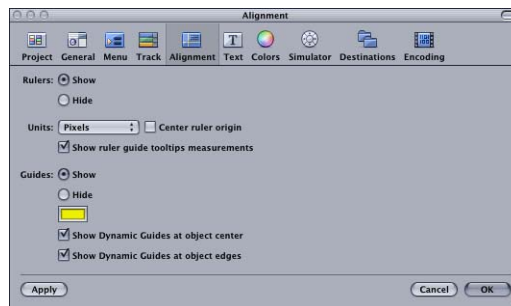 Alignment
Project General Menu Track Alignment Text Colors Simulator Destinations Encoding
Rulers: Show
Hide
Units: Pixels Center ruler origin
Show ruler guide tooltips measurements
Guides: Show
Hide
Show Dynamic Guides at object center
Show Dynamic Guides at object edges
Apply Cancel OK